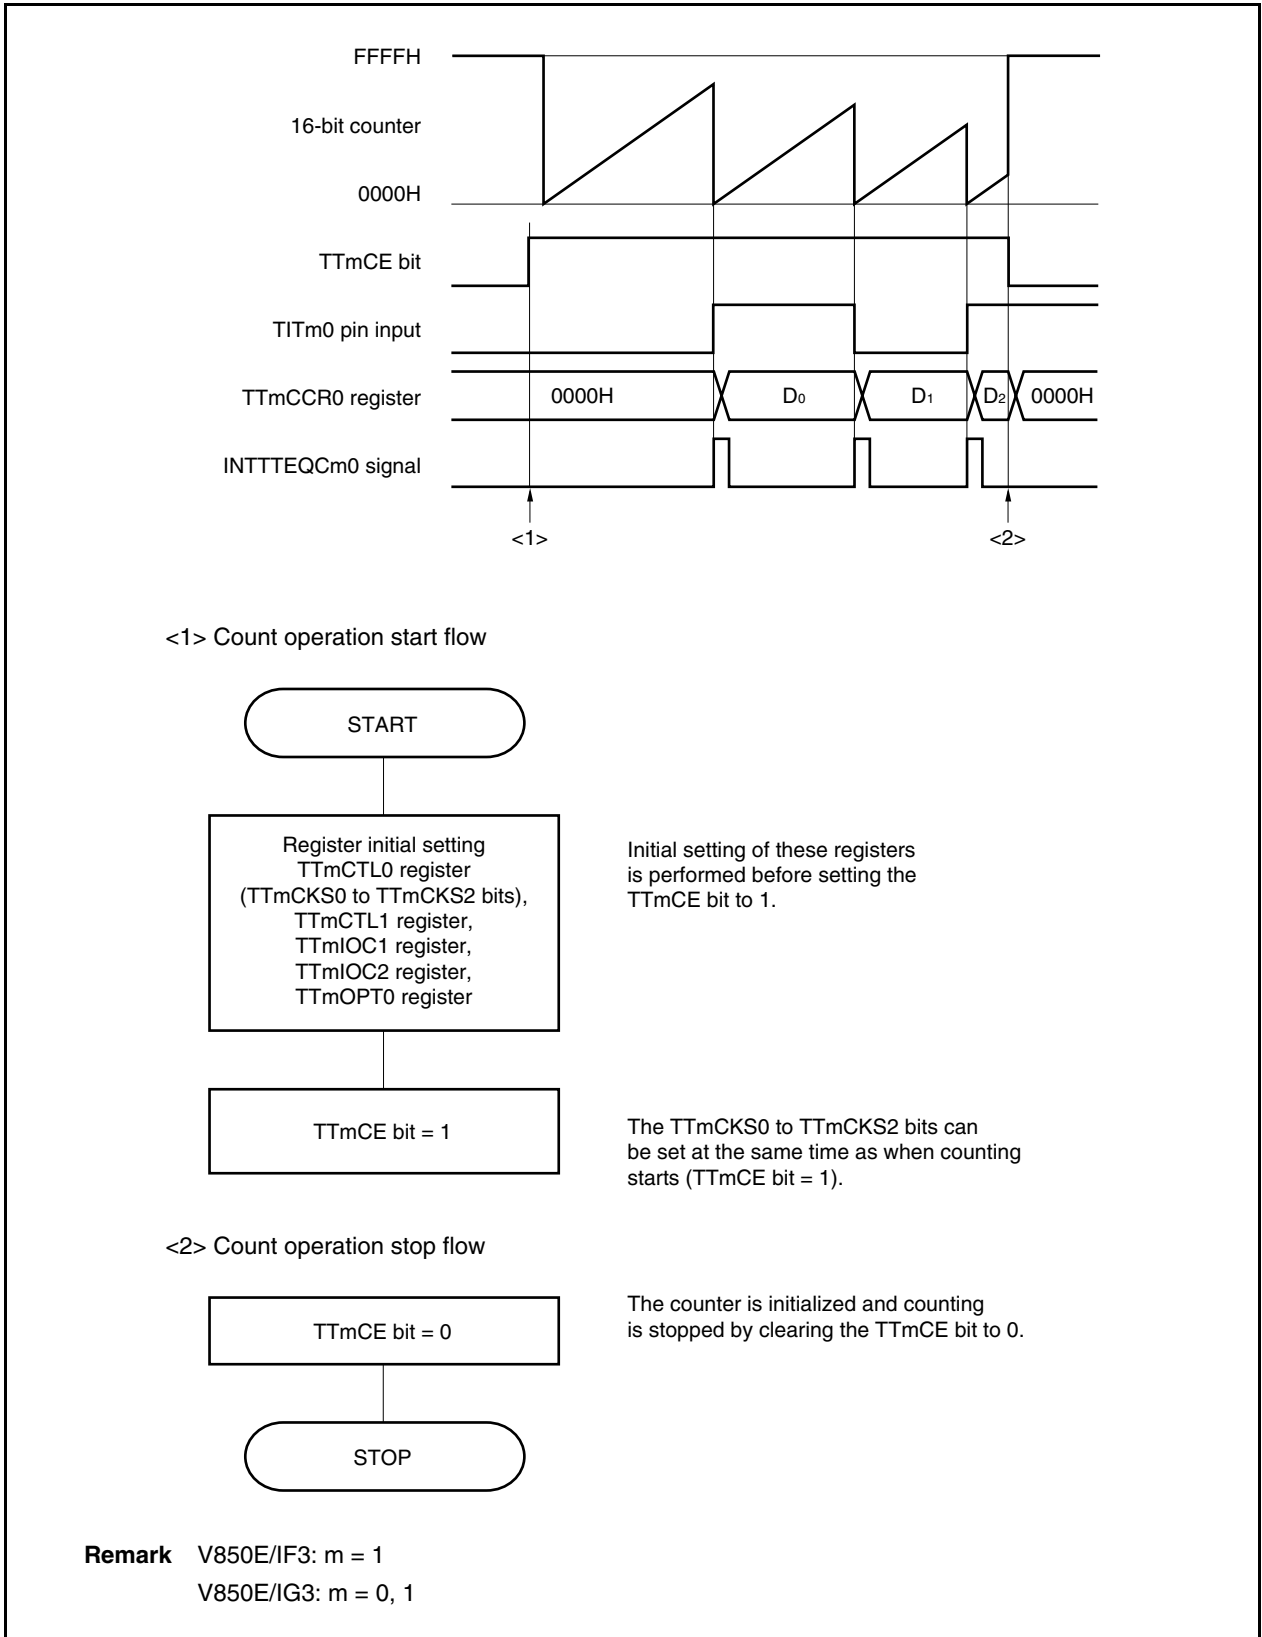 FFFFH
16-bit counter
0000H
TTmCE bit
TITm0 pin input
TTmCCR0 register 0000H D0 D1 D2 0000H
INTTTEQCm0 signal
<1> <2>
<1> Count operation start flow
START
Register initial setting
TTmCTL0 register
(TTmCKS0 to TTmCKS2 bits),
TTmCTL1 register,
TTmIOC1 register,
TTmIOC2 register,
TTmOPT0 register
Initial setting of these registers
is performed before setting the
TTmCE bit to 1.
TTmCE bit = 1
The TTmCKS0 to TTmCKS2 bits can
be set at the same time as when counting
starts (TTmCE bit = 1).
<2> Count operation stop flow
TTmCE bit = 0
The counter is initialized and counting
is stopped by clearing the TTmCE bit to 0.
STOP
Remark V850E/IF3: m = 1
V850E/IG3: m = 0, 1